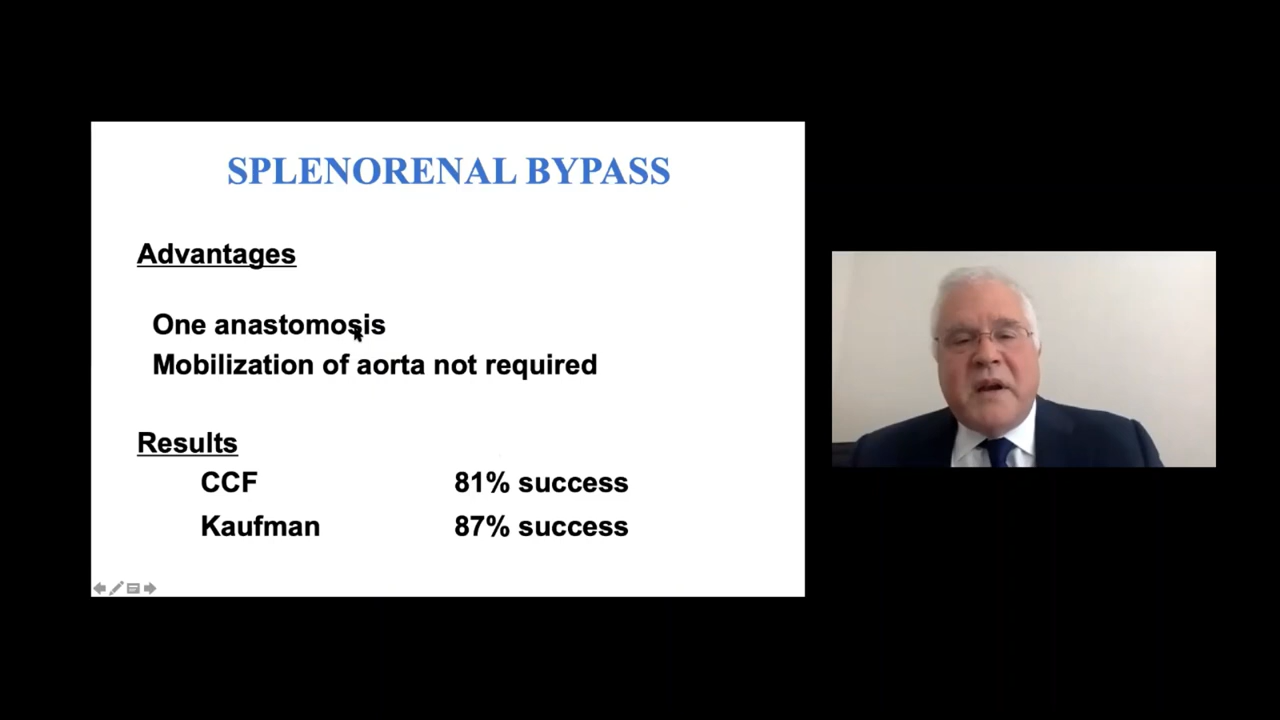 SPLENORENAL BYPASS
Advantages
One anastomosis
Mobilization of aorta not required
Results
CCF 81% success
Kaufman 87% success